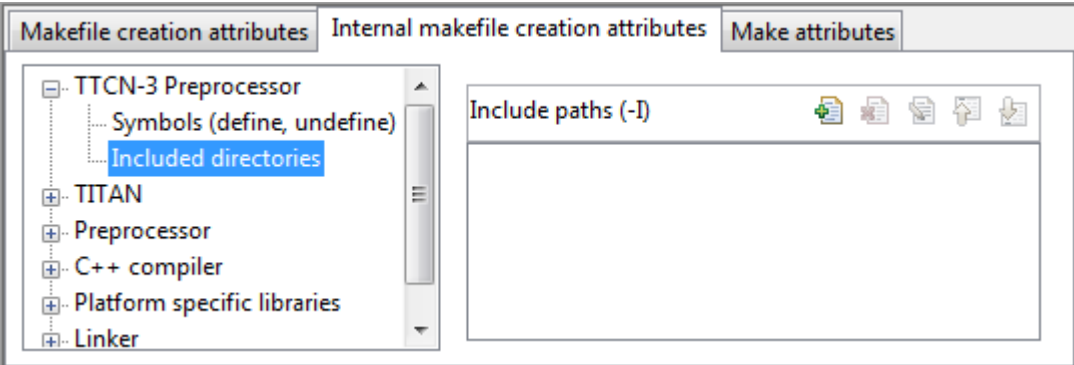 Makefile creation attributes
Internal makefile creation attributes
Make attributes
TTCN-3 Preprocessor
Symbols (define, undefine)
Included directories
TITAN
Preprocessor
C++ compiler
Platform specific libraries
Linker
Include paths (-I)